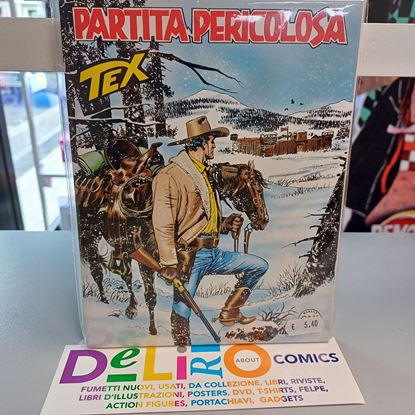 PARTITA PERICOLOSA
TEX
€ 5,40
DeLiRO ABOUT COMICS
FUMETTI NUOVI, USATI, DA COLLEZIONE, LIBRI, RIVISTE,
LIBRI D'ILLUSTRAZIONI, POSTERS, DVD, T-SHIRTS, FELPE,
ACTION FIGURES, PORTACHIAVI, GADGETS